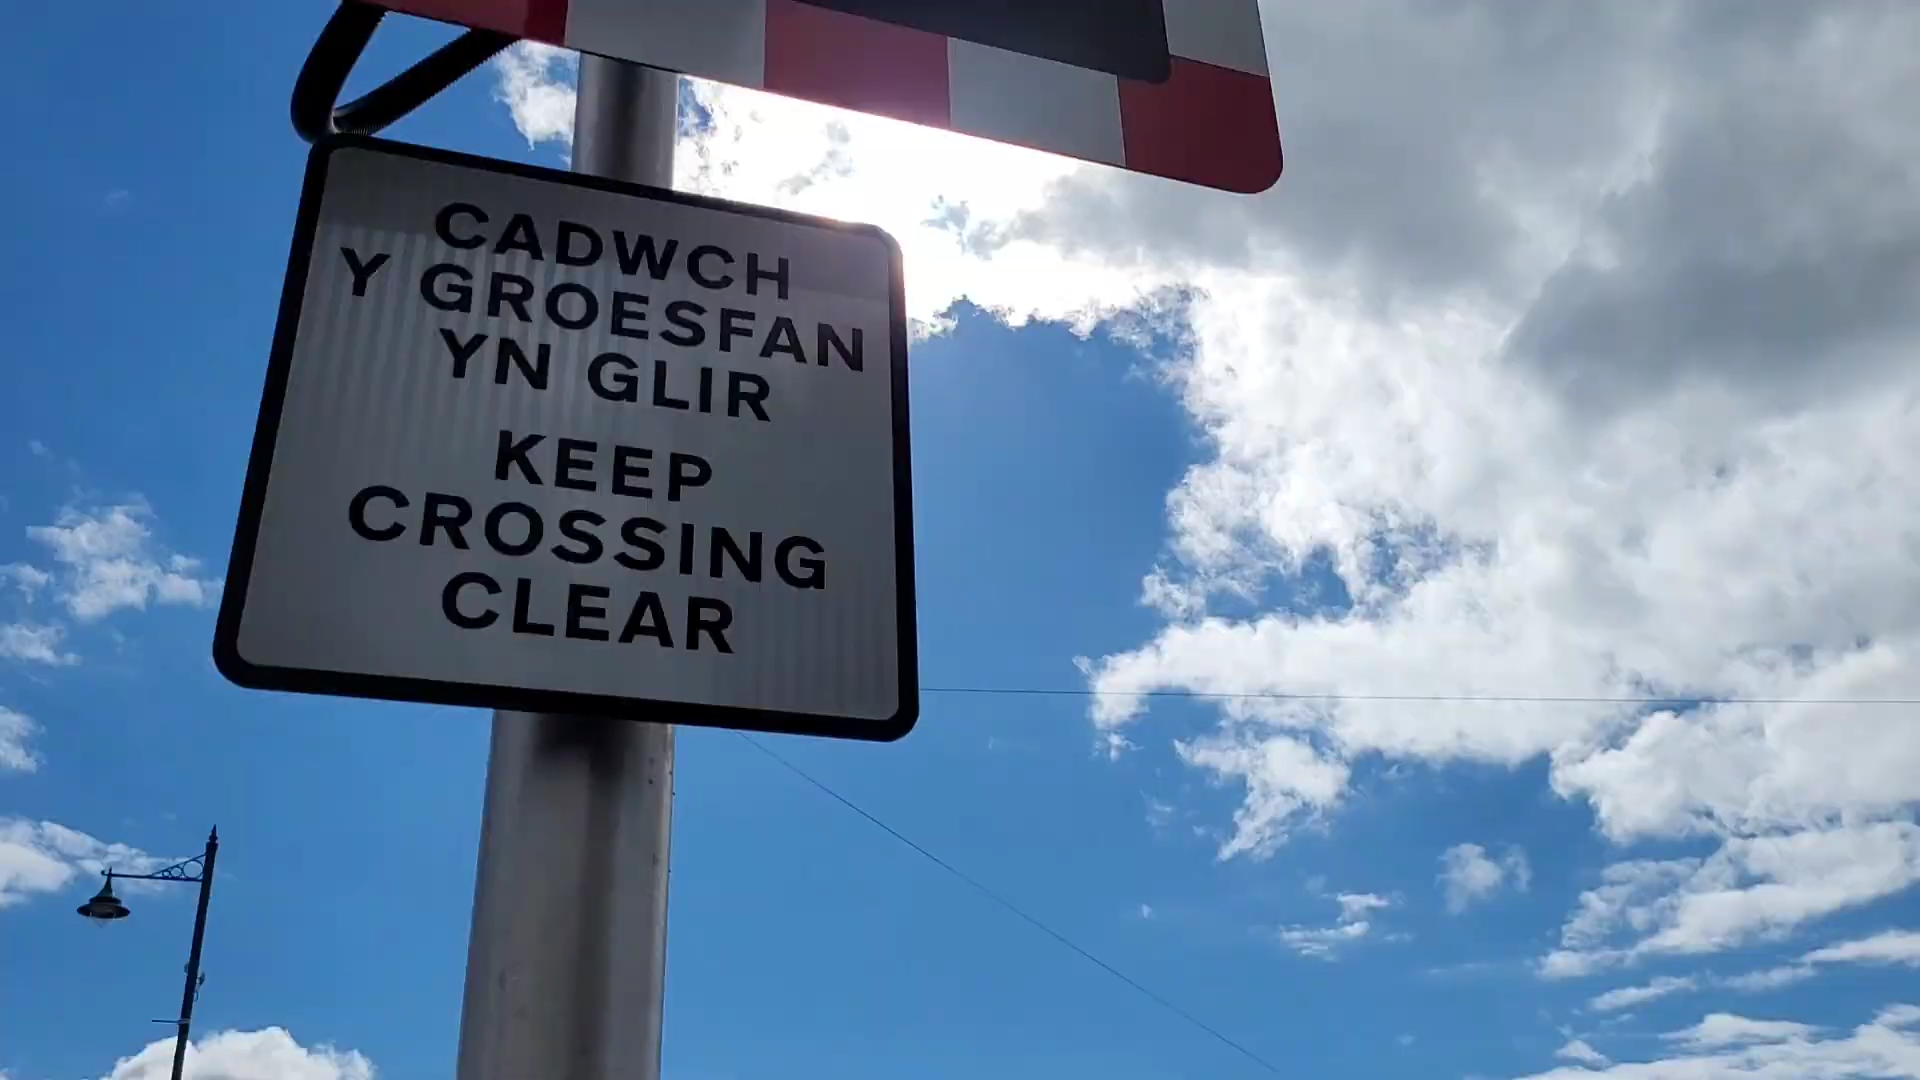 CADWCH
Y GROESFAN
YN GLIR
KEEP
CROSSING
CLEAR